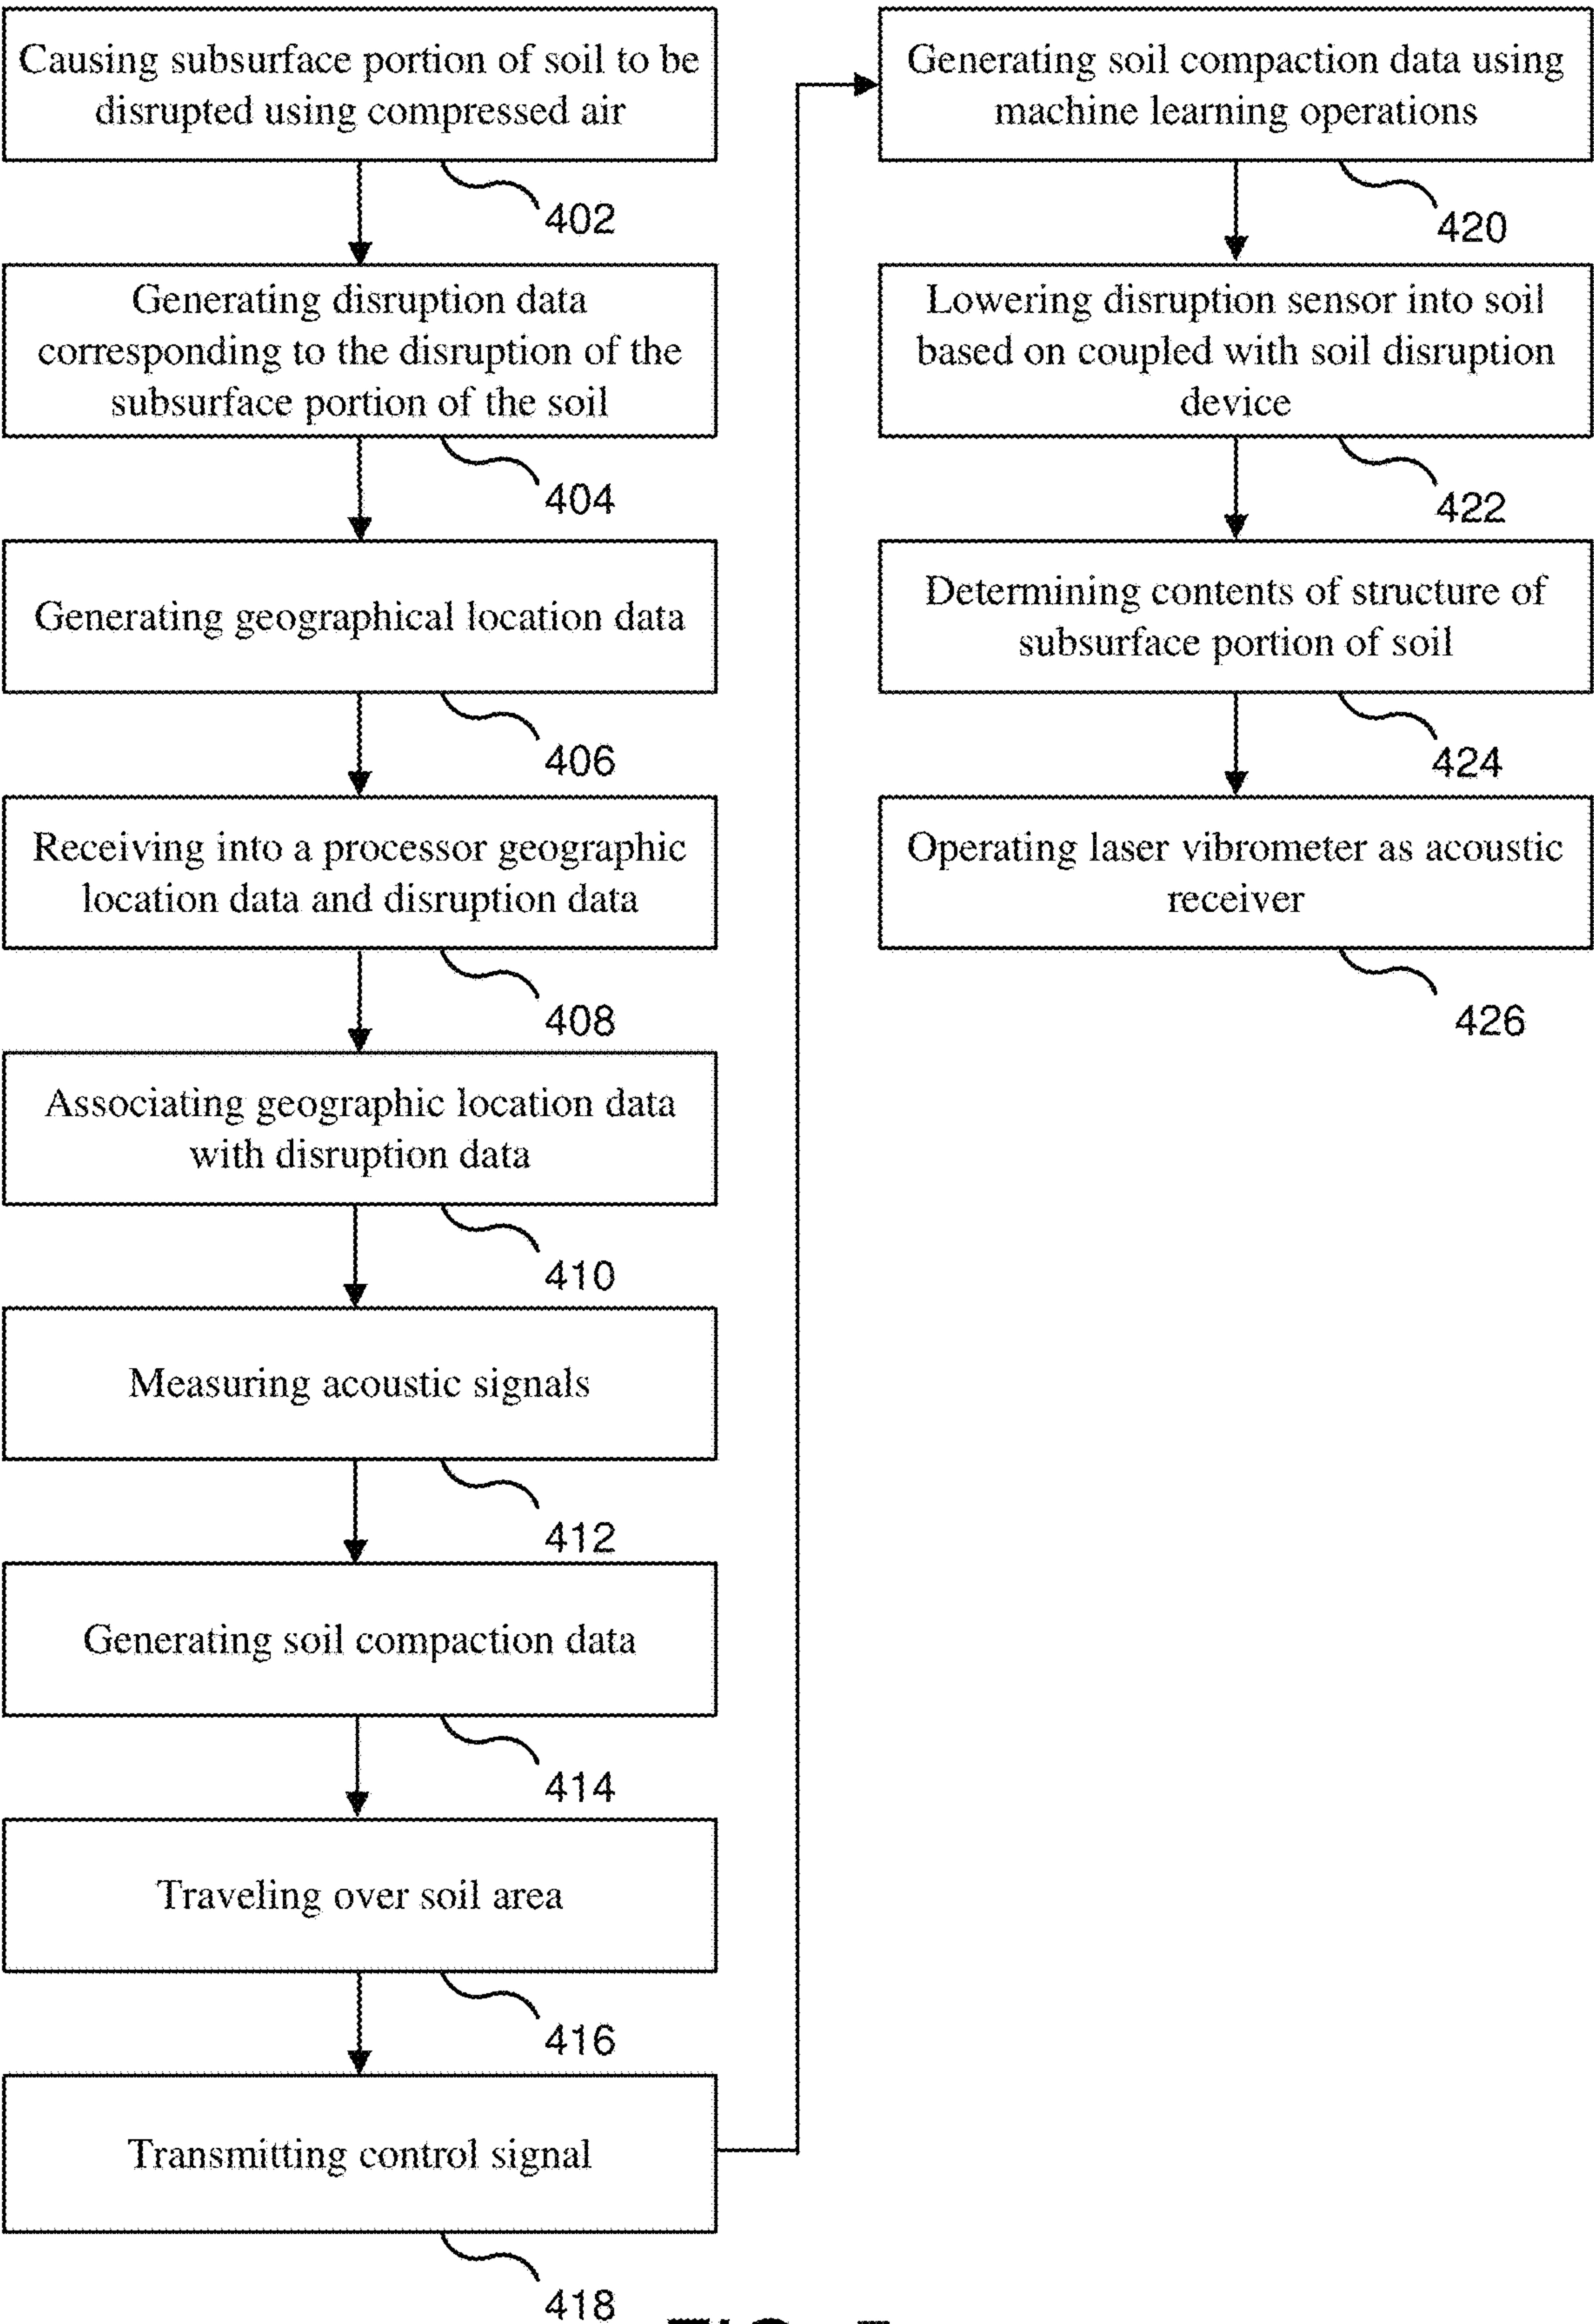 Causing subsurface portion of soil to be
disrupted using compressed air
402
Generating disruption data
corresponding to the disruption of the
subsurface portion of the soil
404
Generating geographical location data
406
Receiving into a processor geographic
location data and disruption data
408
Associating geographic location data
with disruption data
410
Measuring acoustic signals
412
Generating soil compaction data
414
Traveling over soil area
416
Transmitting control signal
418
Generating soil compaction data using
machine learning operations
420
Lowering disruption sensor into soil
based on coupled with soil disruption
device
422
Determining contents of structure of
subsurface portion of soil
424
Operating laser vibrometer as acoustic
receiver
426